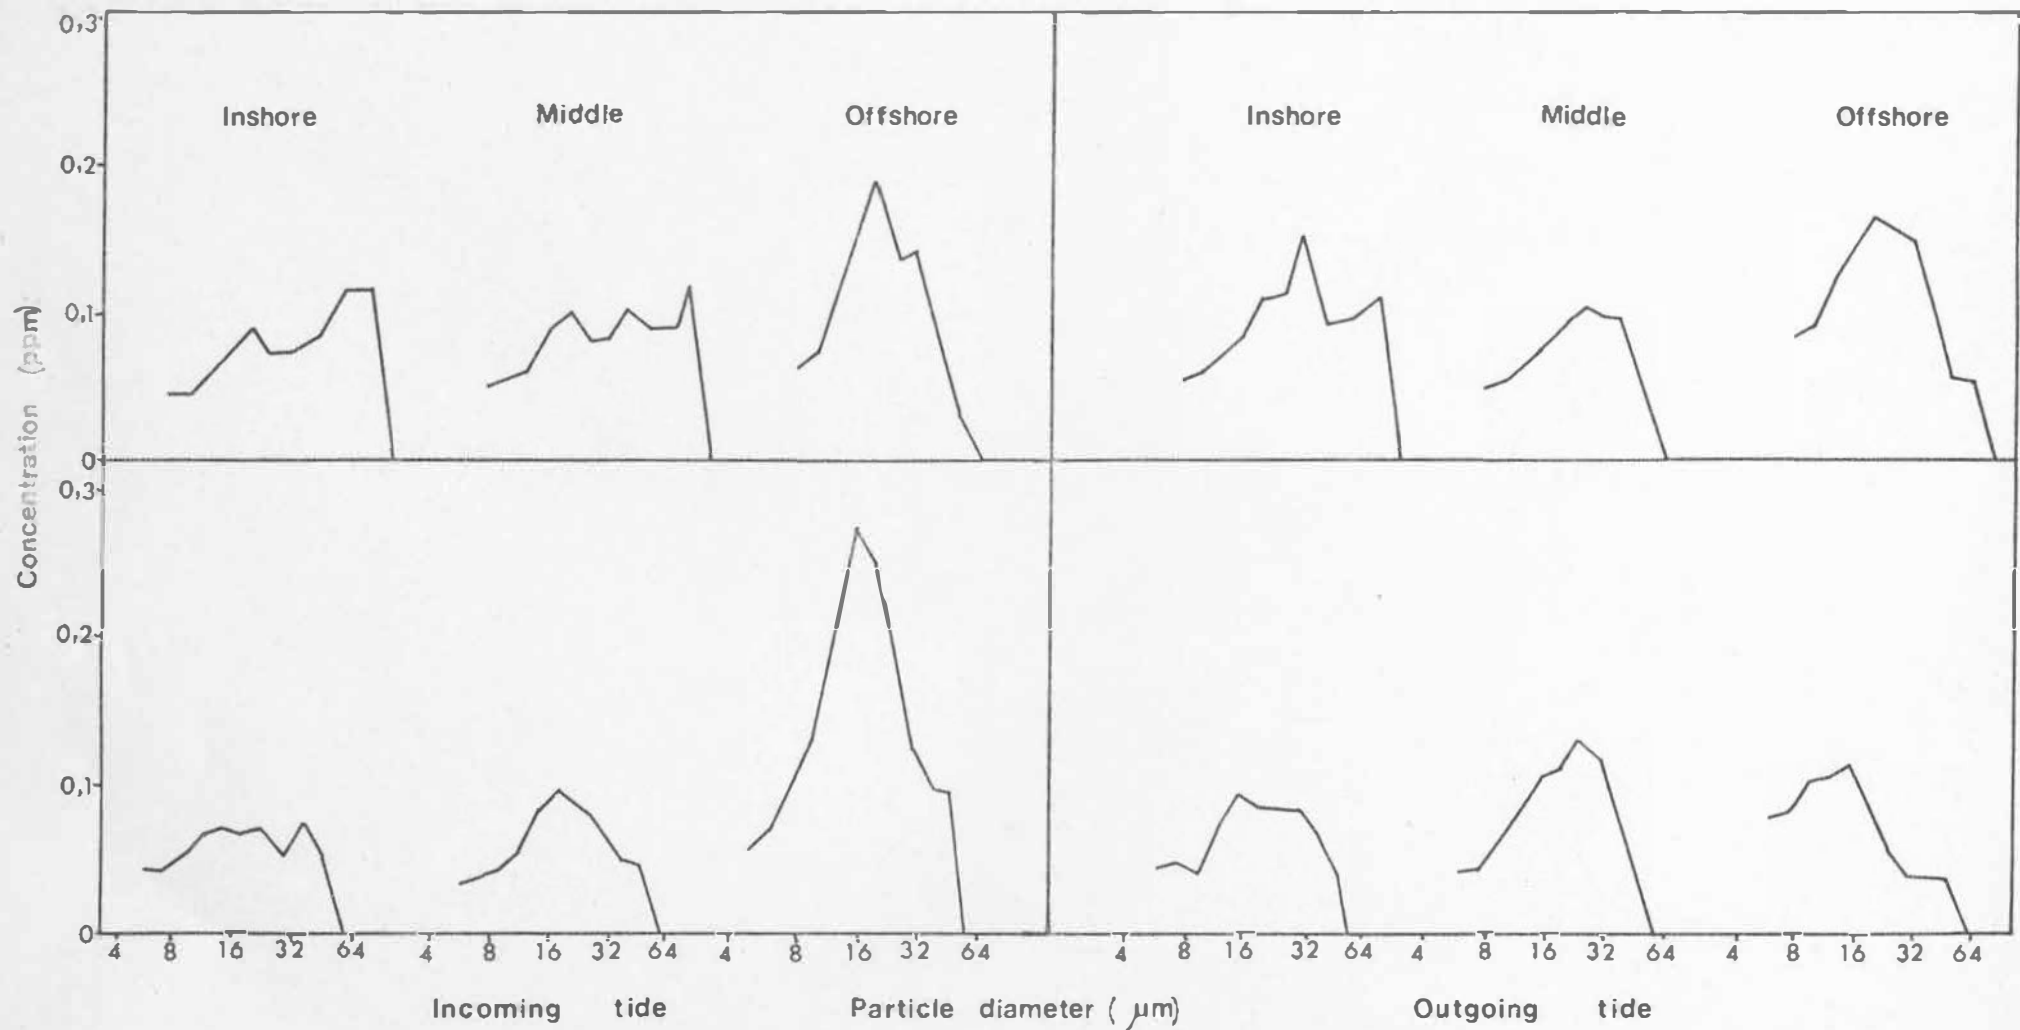 0,3
Inshore Middle Offshore Inshore Middle Offshore
0,2
0,1
0
0,3
0,2
0,1
0
Concentration (ppm)
4 8 16 32 64 4 8 16 32 64 4 8 16 32 64 4 8 16 32 64 4 8 16 32 64 4 8 16 32 64
Incoming tide Particle diameter (μm) Outgoing tide